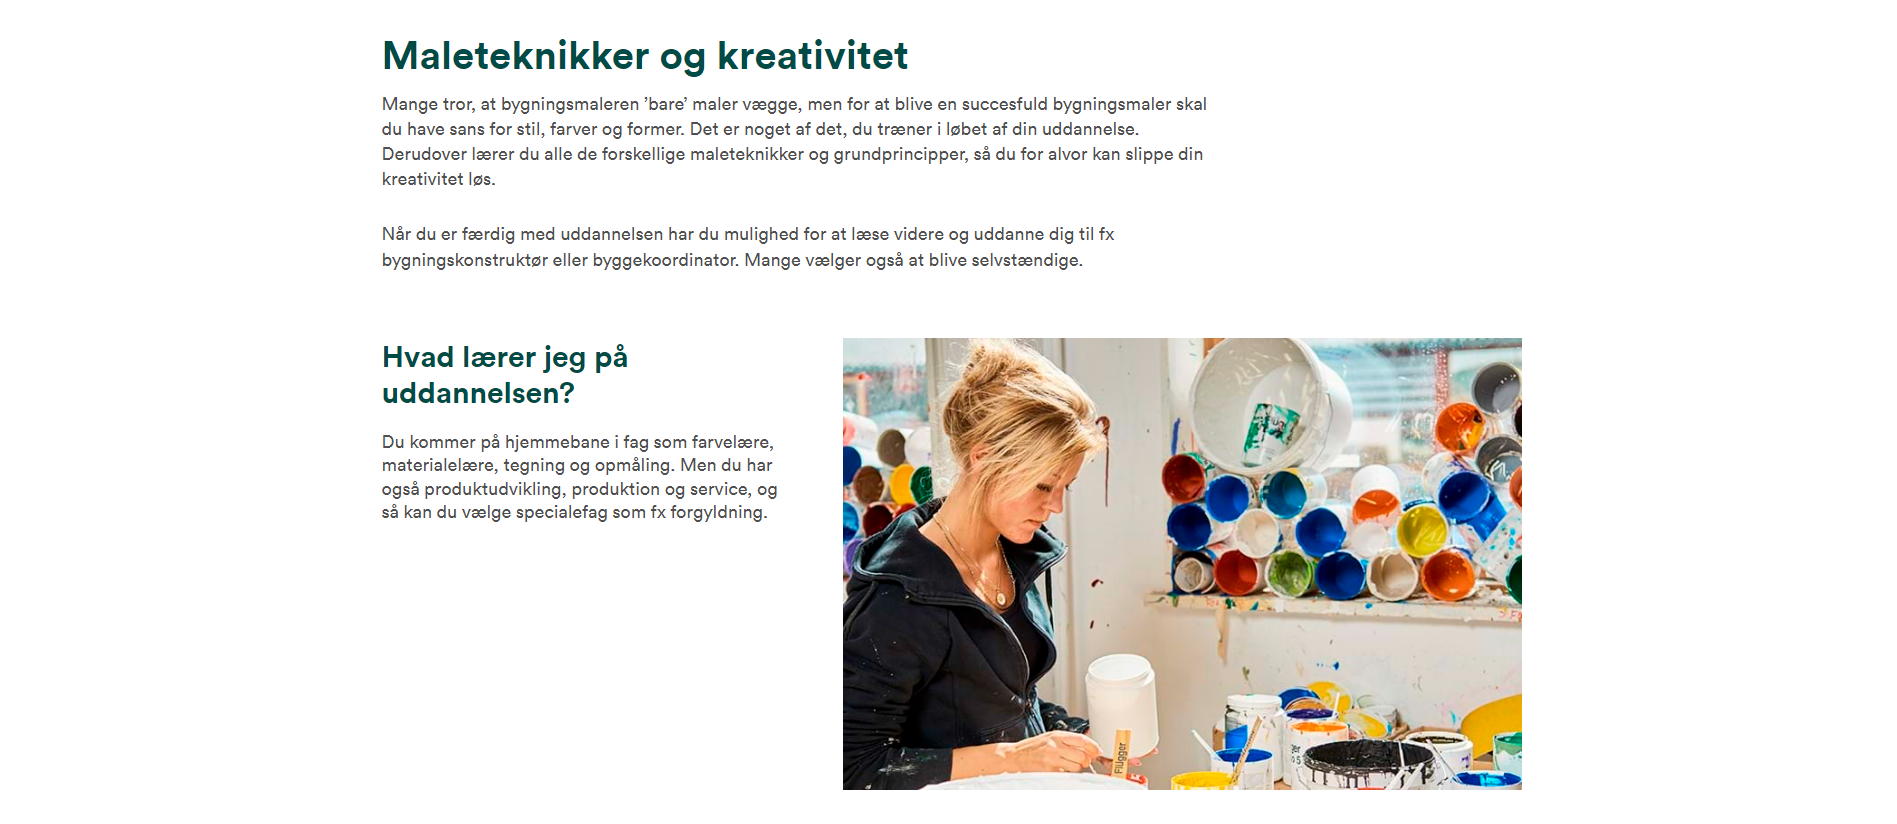 Maleteknikker og kreativitet
Mange tror, at bygningsmaleren ’bare’ maler vægge, men for at blive en succesfuld bygningsmaler skal
du have sans for stil, farver og former. Det er noget af det, du træner i løbet af din uddannelse.
Derudover lærer du alle de forskellige maleteknikker og grundprincipper, så du for alvor kan slippe din
kreativitet løs.
Når du er færdig med uddannelsen har du mulighed for at læse videre og uddanne dig til fx
bygningskonstruktør eller byggekoordinator. Mange vælger også at blive selvstændige.
Hvad lærer jeg på
uddannelsen?
Du kommer på hjemmebane i fag som farvelære,
materialelære, tegning og opmåling. Men du har
også produktudvikling, produktion og service, og
så kan du vælge specialefag som fx forgyldning.
Flügger